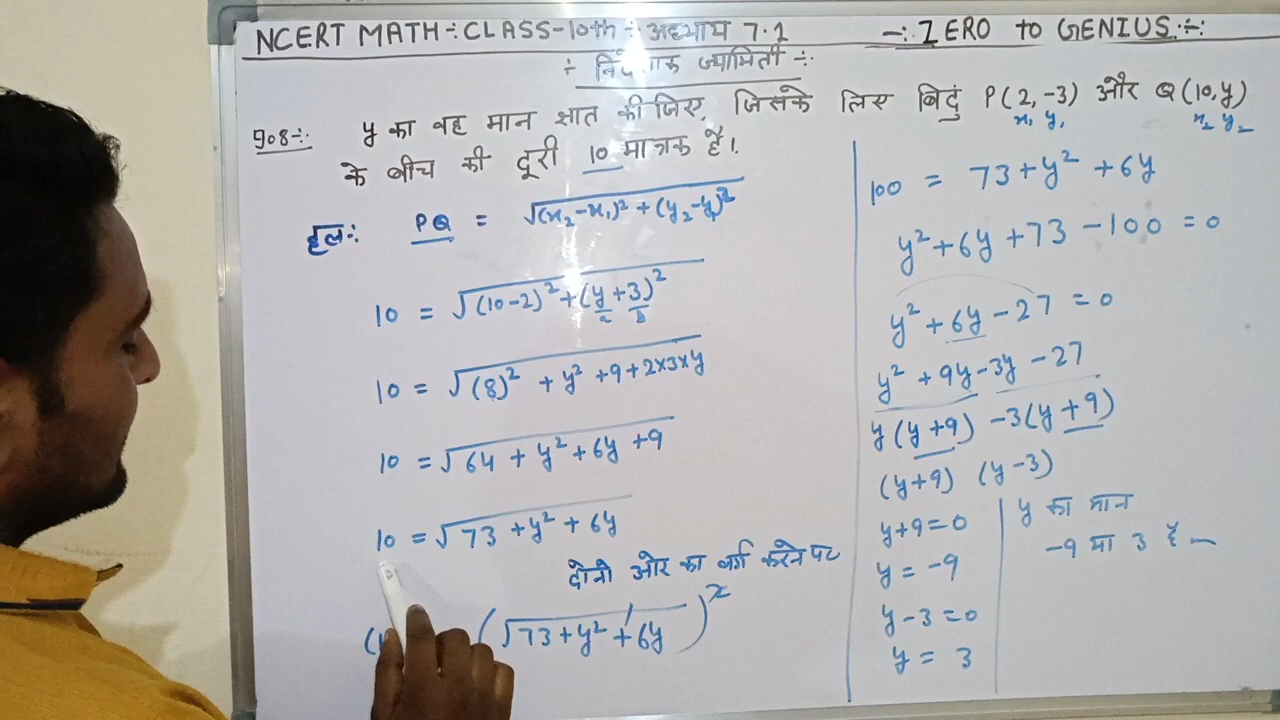 NCERT MATH÷CLASS-10th÷ अध्याय 7.1 -:ZERO to GENIUS.÷
÷ ज्यामिती ÷
प्र०8÷ y का वह मान ज्ञात कीजिए, जिसके लिए बिदुं P(2,-3) और Q(10,y)
x₁ y₁ x₂ y₂
के बीच की दूरी 10 मात्रक है।
हल:- PQ = √(x₂-x₁)²+(y₂-y₁)²
10 = √(10-2)²+(y+3)²
a b
10 = √(8)² + y² +9+2×3×y
10 = √64 + y² + 6y +9
10 = √73 + y² + 6y
दोनो ओर का वर्ग करने पर
(√73+y²+6y)²
100 = 73+y² +6y
y²+6y+73-100=0
y²+6y-27=0
y²+9y-3y-27
y(y+9) -3(y+9)
(y+9) (y-3)
y+9=0
y = -9
y-3=0
y = 3
y का मान
-9 या 3 है